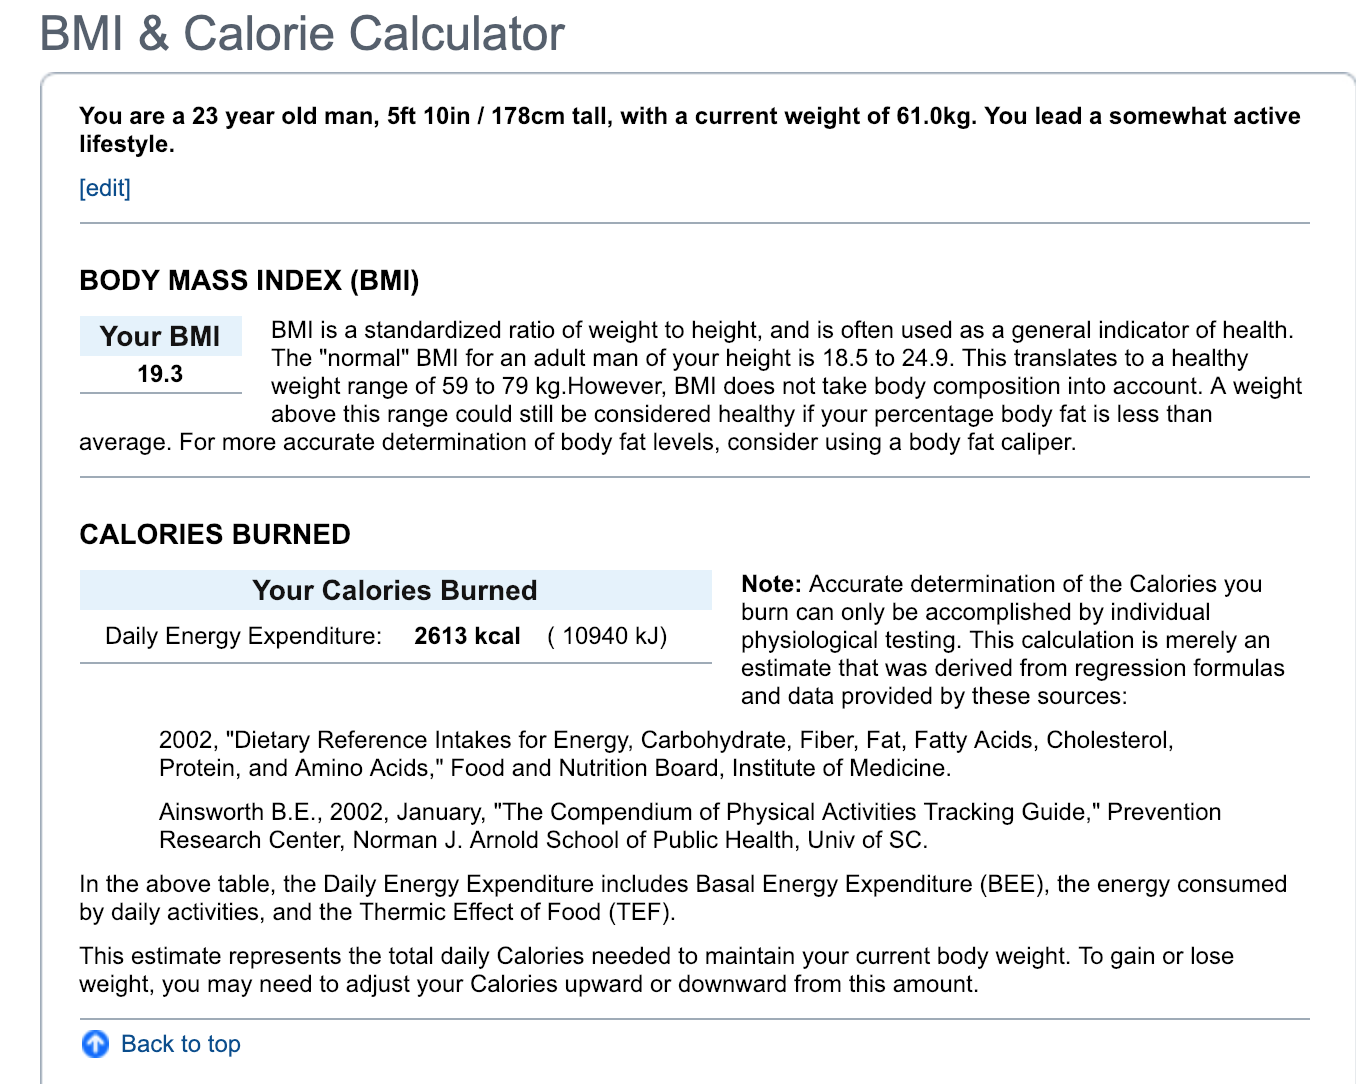 BMI & Calorie Calculator
You are a 23 year old man, 5ft 10in / 178cm tall, with a current weight of 61.0kg. You lead a somewhat active
lifestyle.
[edit]
BODY MASS INDEX (BMI)
Your BMI
19.3
BMI is a standardized ratio of weight to height, and is often used as a general indicator of health.
The "normal" BMI for an adult man of your height is 18.5 to 24.9. This translates to a healthy
weight range of 59 to 79 kg.However, BMI does not take body composition into account. A weight
above this range could still be considered healthy if your percentage body fat is less than
average. For more accurate determination of body fat levels, consider using a body fat caliper.
CALORIES BURNED
Your Calories Burned
Daily Energy Expenditure: 2613 kcal ( 10940 kJ)
Note: Accurate determination of the Calories you
burn can only be accomplished by individual
physiological testing. This calculation is merely an
estimate that was derived from regression formulas
and data provided by these sources:
2002, "Dietary Reference Intakes for Energy, Carbohydrate, Fiber, Fat, Fatty Acids, Cholesterol,
Protein, and Amino Acids," Food and Nutrition Board, Institute of Medicine.
Ainsworth B.E., 2002, January, "The Compendium of Physical Activities Tracking Guide," Prevention
Research Center, Norman J. Arnold School of Public Health, Univ of SC.
In the above table, the Daily Energy Expenditure includes Basal Energy Expenditure (BEE), the energy consumed
by daily activities, and the Thermic Effect of Food (TEF).
This estimate represents the total daily Calories needed to maintain your current body weight. To gain or lose
weight, you may need to adjust your Calories upward or downward from this amount.
Back to top